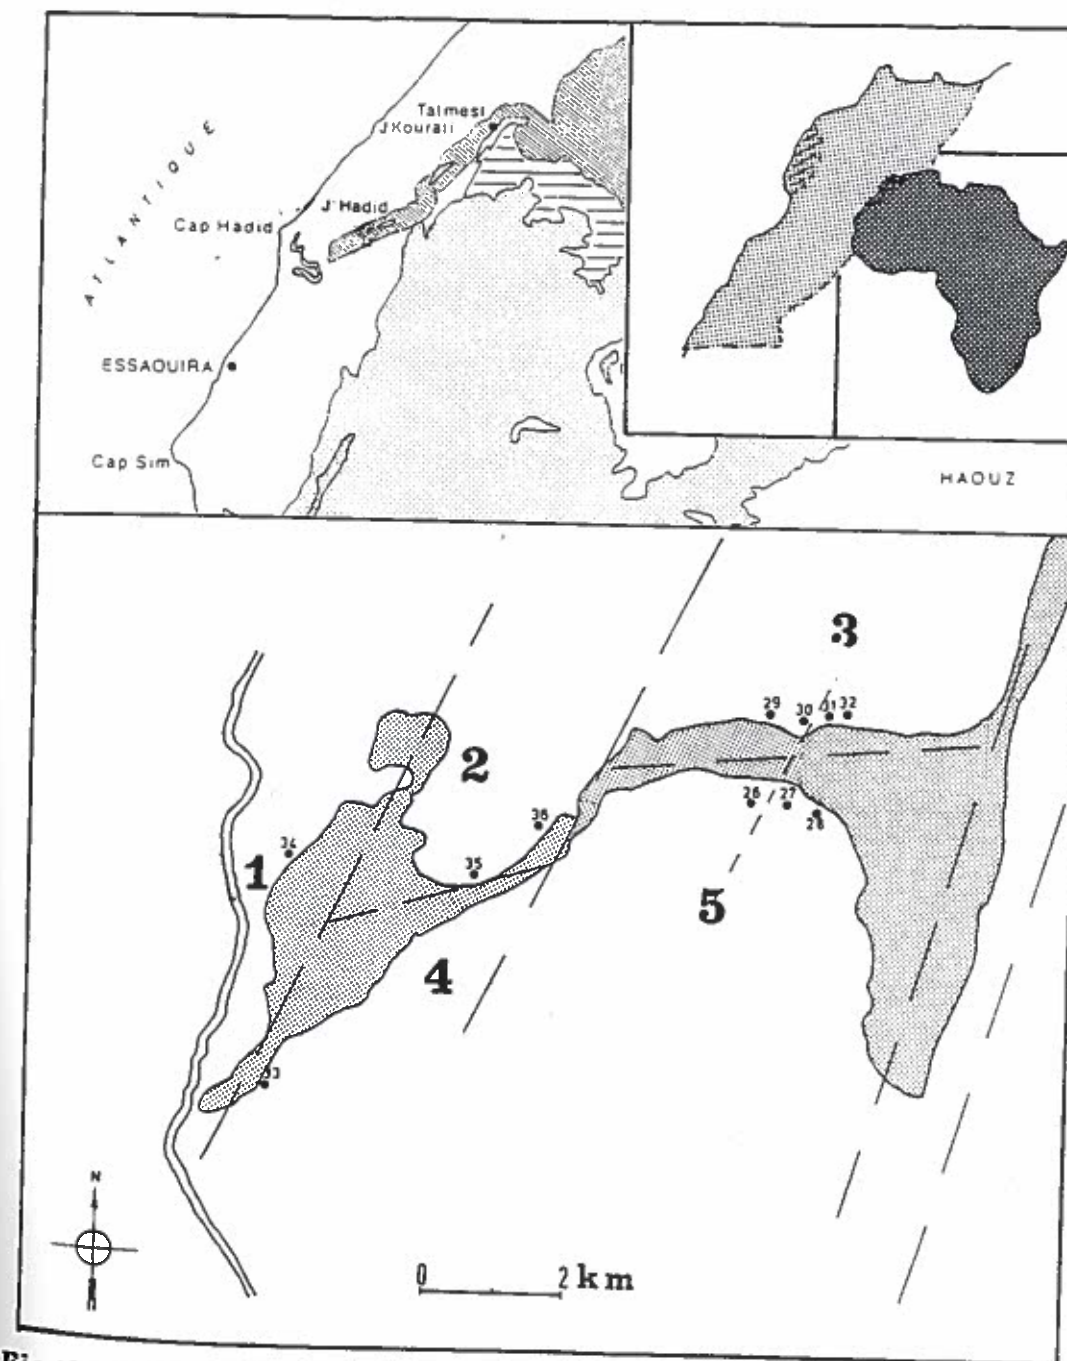 Talmest
J Kourati
J Hadid
Cap Hadid
ATLANTIQUE
ESSAOUIRA
Cap Sim
HAOUZ
3
29 30 31 32
2
26 27 28
36
34
1
35
5
4
33
N
0 2 km